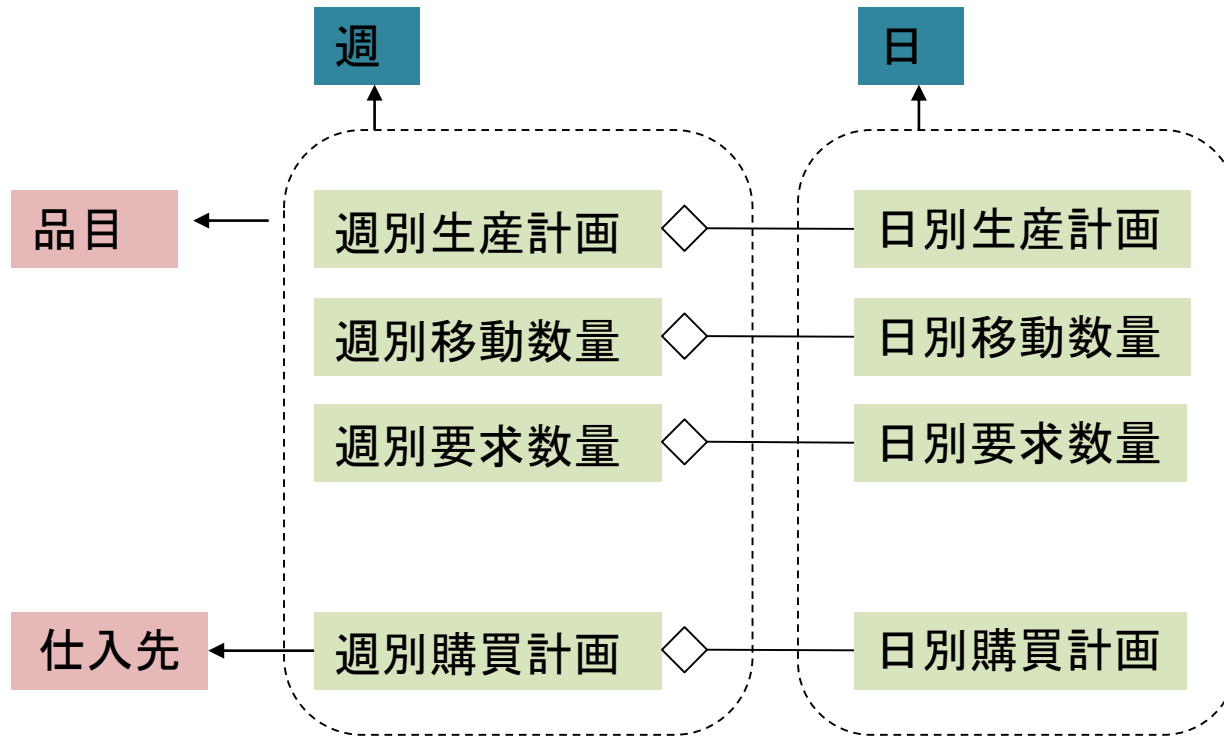 週
日
品目
週別生産計画
日別生産計画
週別移動数量
日別移動数量
週別要求数量
日別要求数量
仕入先
週別購買計画
日別購買計画